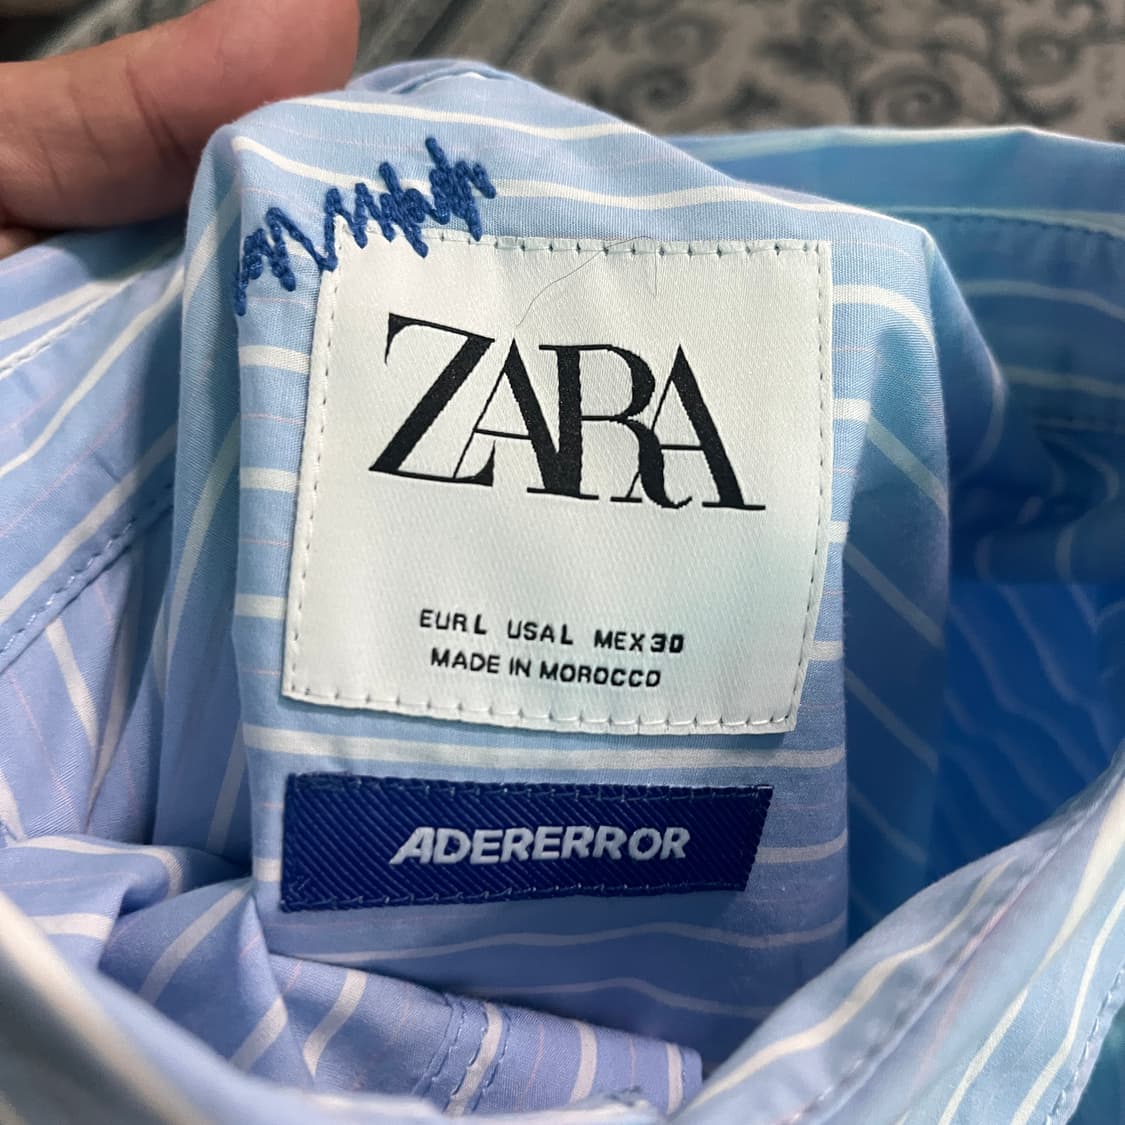 ZARA
EUR L USA L MEX 30
MADE IN MOROCCO
ADERERROR